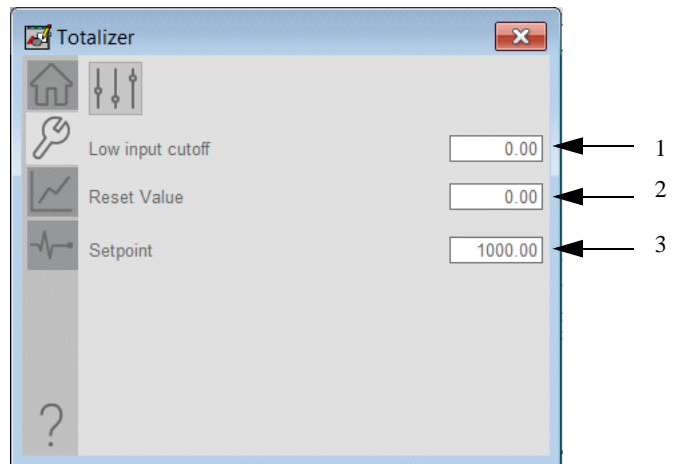 Totalizer
Low input cutoff 0.00 1
Reset Value 0.00 2
Setpoint 1000.00 3
?